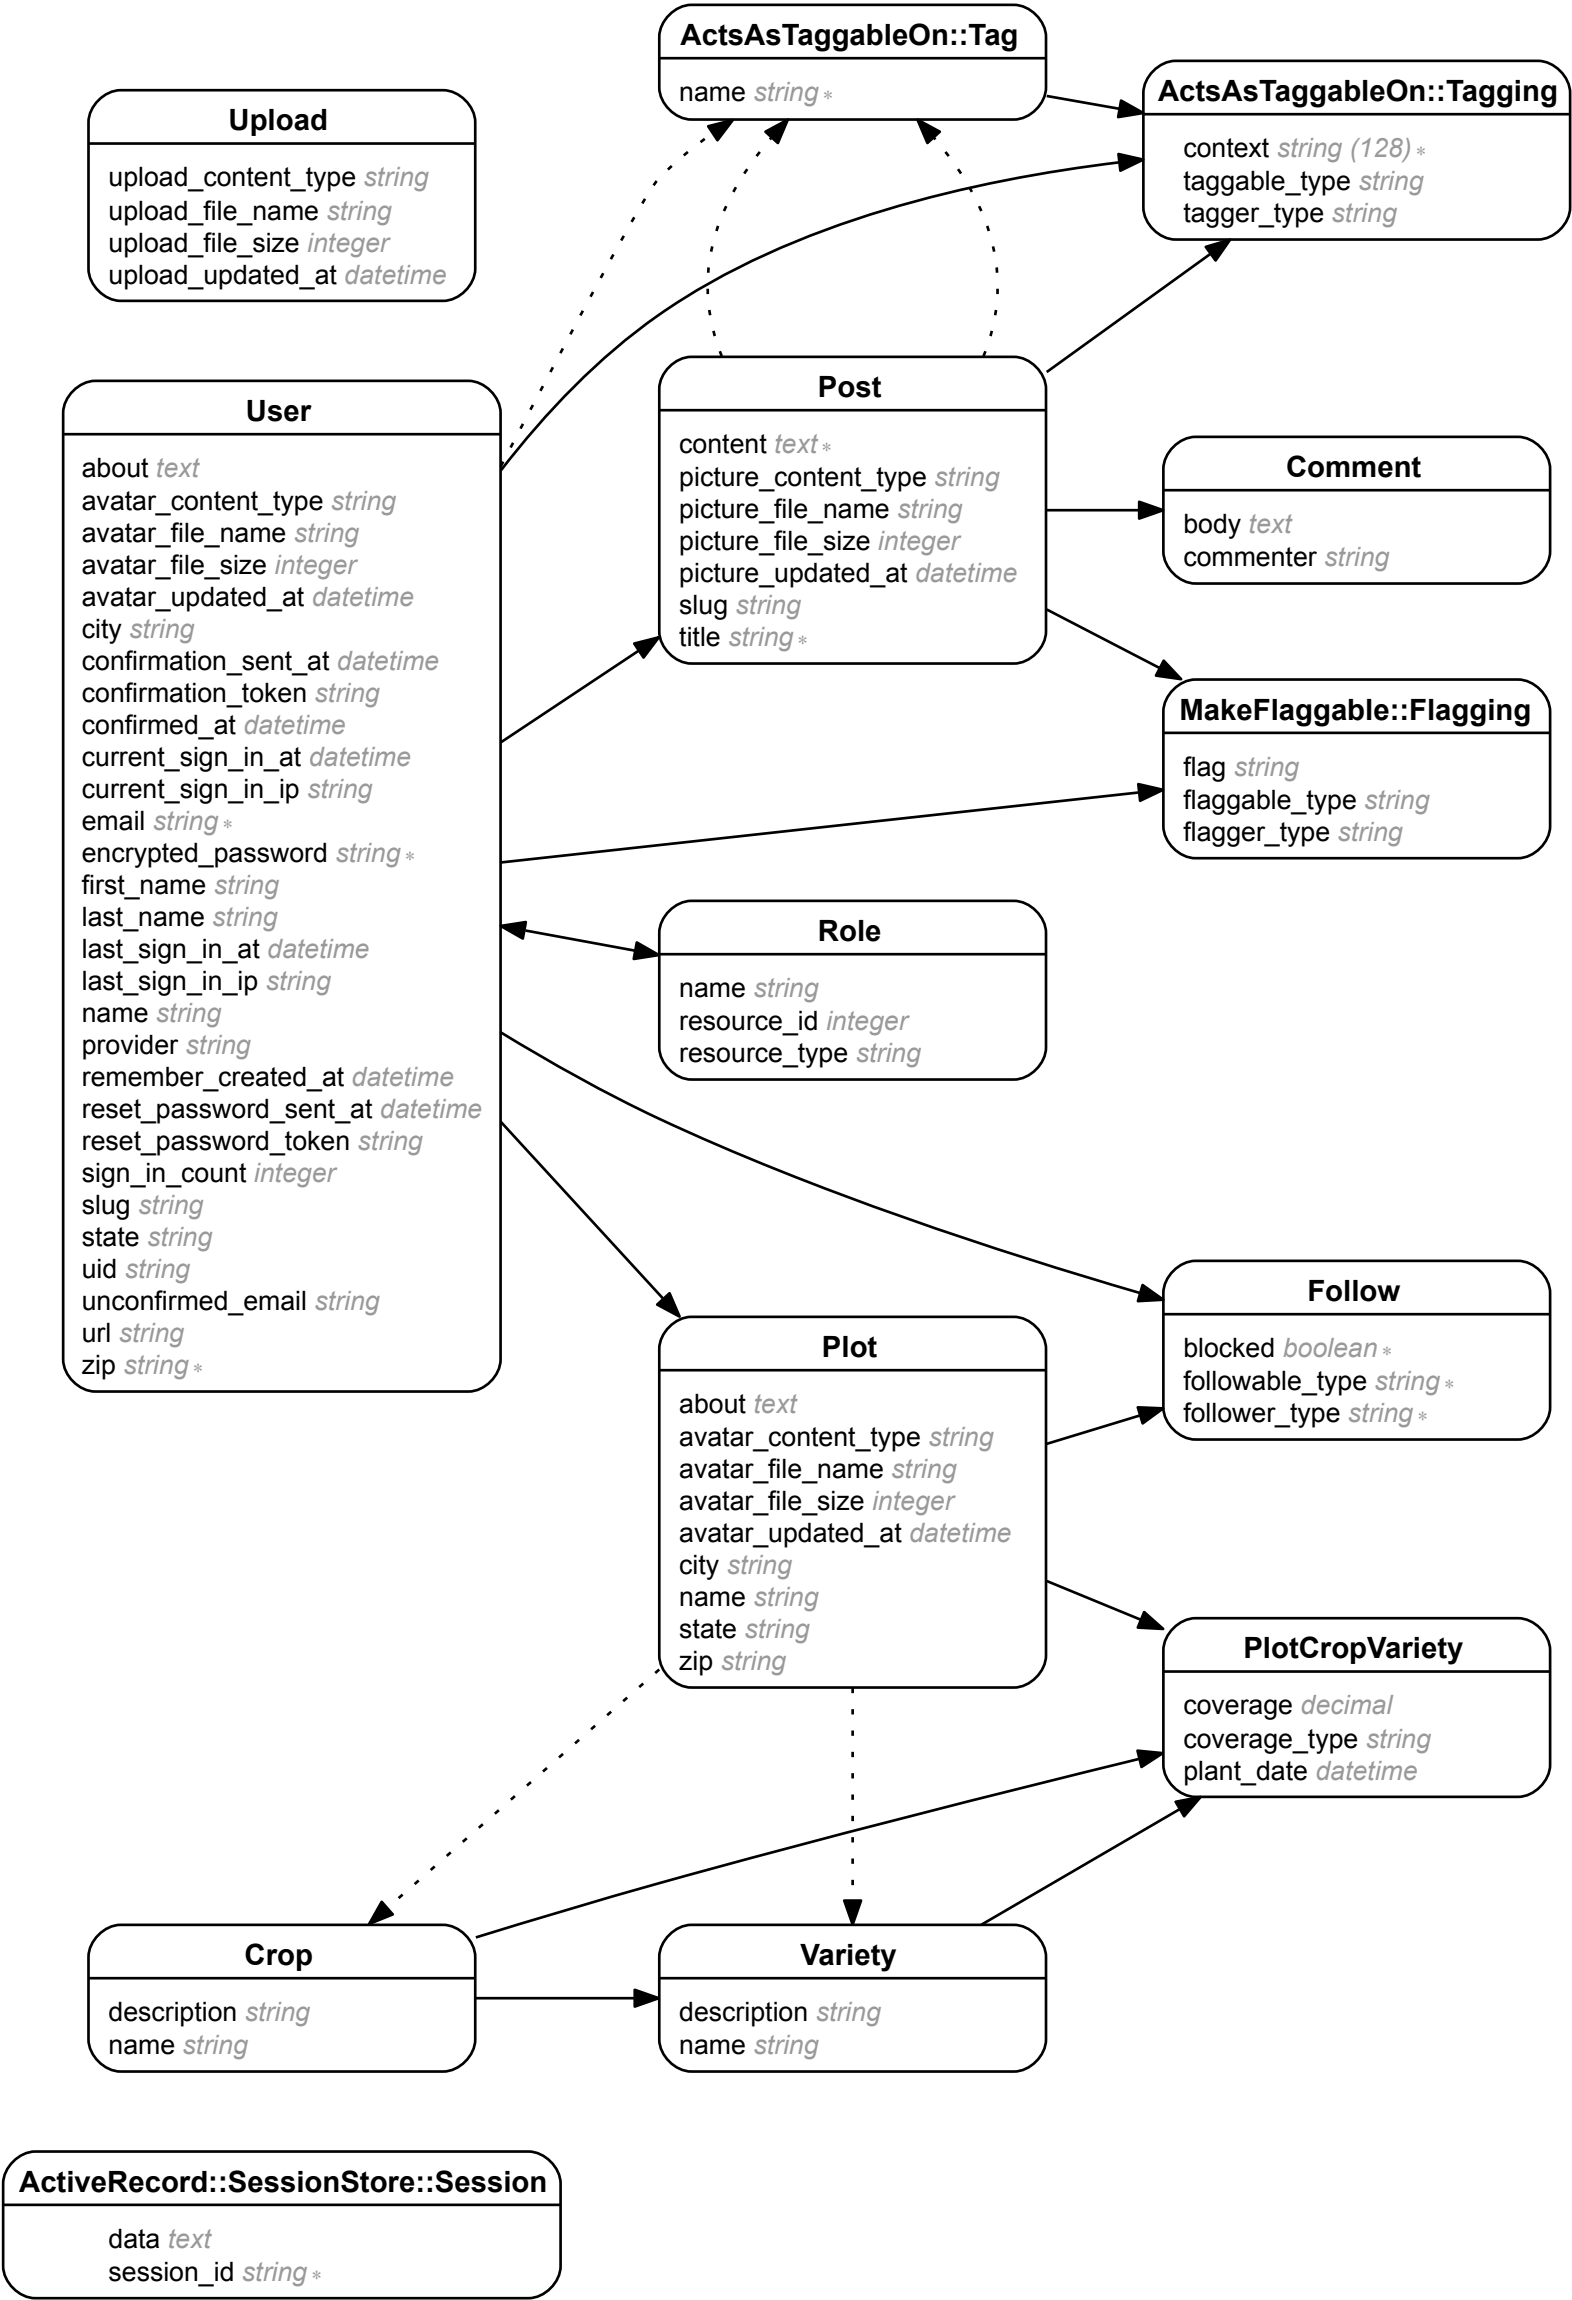 ActsAsTaggableOn::Tag
name string*
ActsAsTaggableOn::Tagging
context string (128)*
taggable_type string
tagger_type string
Upload
upload_content_type string
upload_file_name string
upload_file_size integer
upload_updated_at datetime
User
about text
avatar_content_type string
avatar_file_name string
avatar_file_size integer
avatar_updated_at datetime
city string
confirmation_sent_at datetime
confirmation_token string
confirmed_at datetime
current_sign_in_at datetime
current_sign_in_ip string
email string*
encrypted_password string*
first_name string
last_name string
last_sign_in_at datetime
last_sign_in_ip string
name string
provider string
remember_created_at datetime
reset_password_sent_at datetime
reset_password_token string
sign_in_count integer
slug string
state string
uid string
unconfirmed_email string
url string
zip string*
Post
content text*
picture_content_type string
picture_file_name string
picture_file_size integer
picture_updated_at datetime
slug string
title string*
Comment
body text
commenter string
MakeFlaggable::Flagging
flag string
flaggable_type string
flagger_type string
Role
name string
resource_id integer
resource_type string
Follow
blocked boolean*
followable_type string*
follower_type string*
Plot
about text
avatar_content_type string
avatar_file_name string
avatar_file_size integer
avatar_updated_at datetime
city string
name string
state string
zip string
PlotCropVariety
coverage decimal
coverage_type string
plant_date datetime
Crop
description string
name string
Variety
description string
name string
ActiveRecord::SessionStore::Session
data text
session_id string*